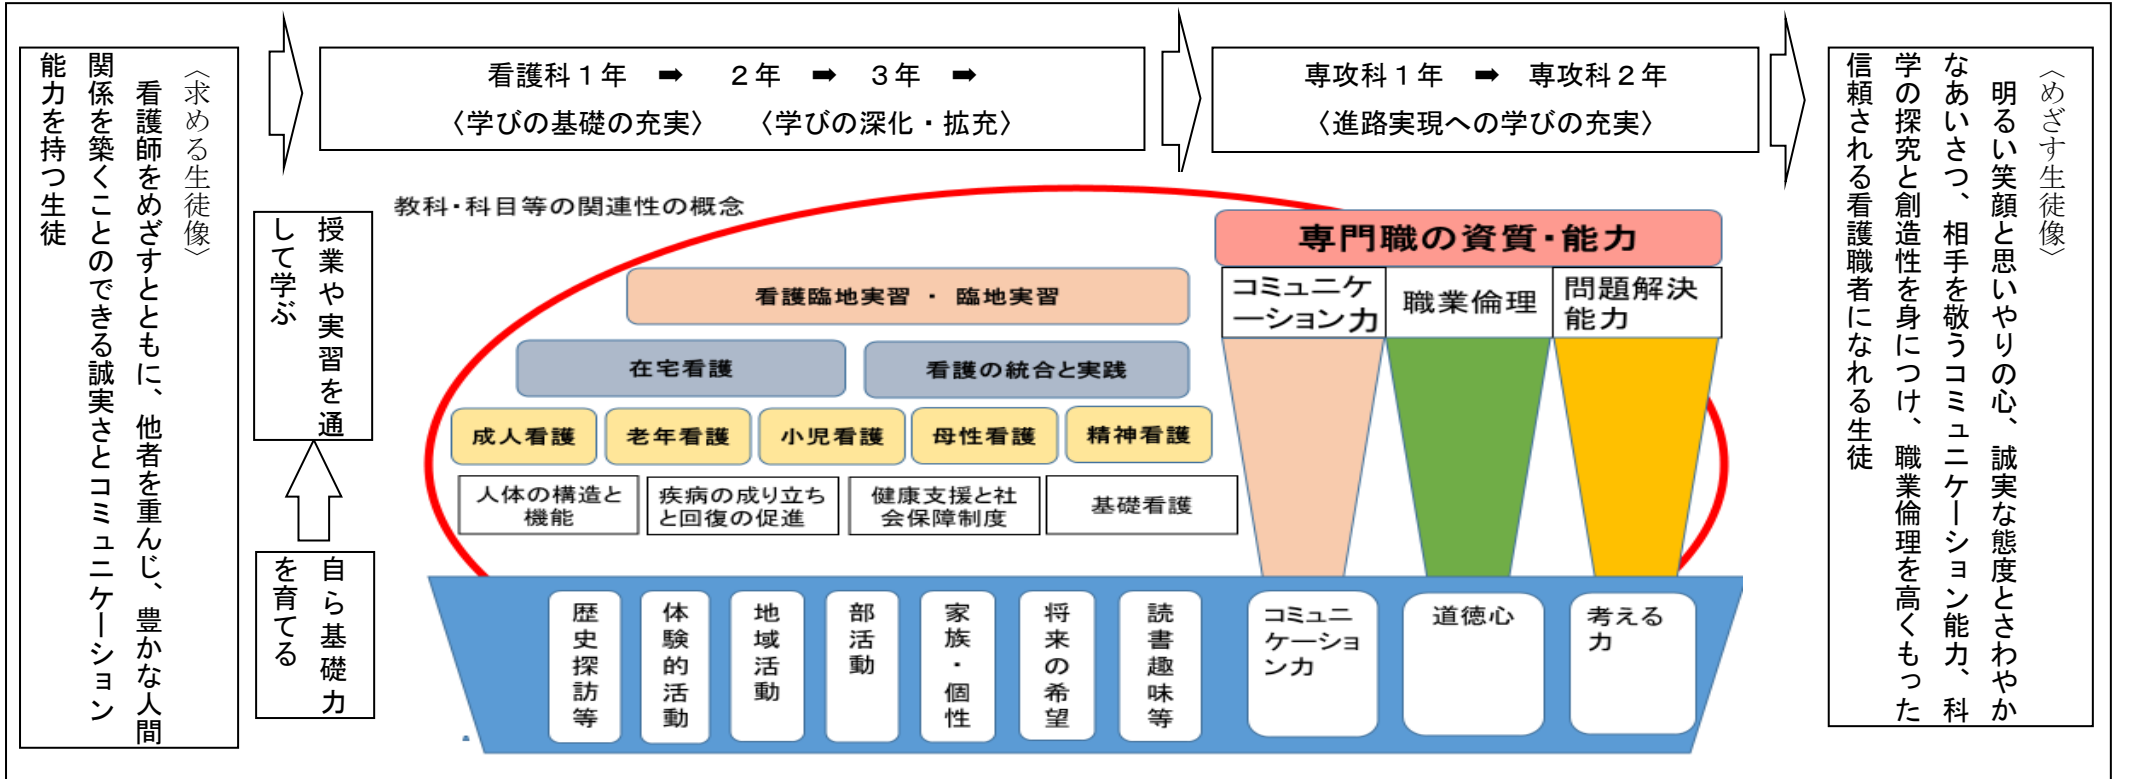 〈求める生徒像〉
看護師をめざすとともに、他者を重んじ、豊かな人間
関係を築くことのできる誠実さとコミュニケーション
能力を持つ生徒
看護科１年 ➡ ２年 ➡ ３年 ➡
〈学びの基礎の充実〉 〈学びの深化・拡充〉
専攻科１年 ➡ 専攻科２年
〈進路実現への学びの充実〉
〈めざす生徒像〉
明るい笑顔と思いやりの心、誠実な態度とさわやか
なあいさつ、相手を敬うコミュニケーション能力、科
学の探究と創造性を身につけ、職業倫理を高くもった
信頼される看護職者になれる生徒
授業や実習を通
して学ぶ
自ら基礎力
を育てる
教科・科目等の関連性の概念
専門職の資質・能力
コミュニケ
ーション力
職業倫理
問題解決
能力
看護臨地実習 ・ 臨地実習
在宅看護
看護の統合と実践
成人看護
老年看護
小児看護
母性看護
精神看護
人体の構造と
機能
疾病の成り立ち
と回復の促進
健康支援と社
会保障制度
基礎看護
歴史探訪等
体験的活動
地域活動
部活動
家族・個性
将来の希望
読書趣味等
コミュニ
ケーショ
ン力
道徳心
考える
力